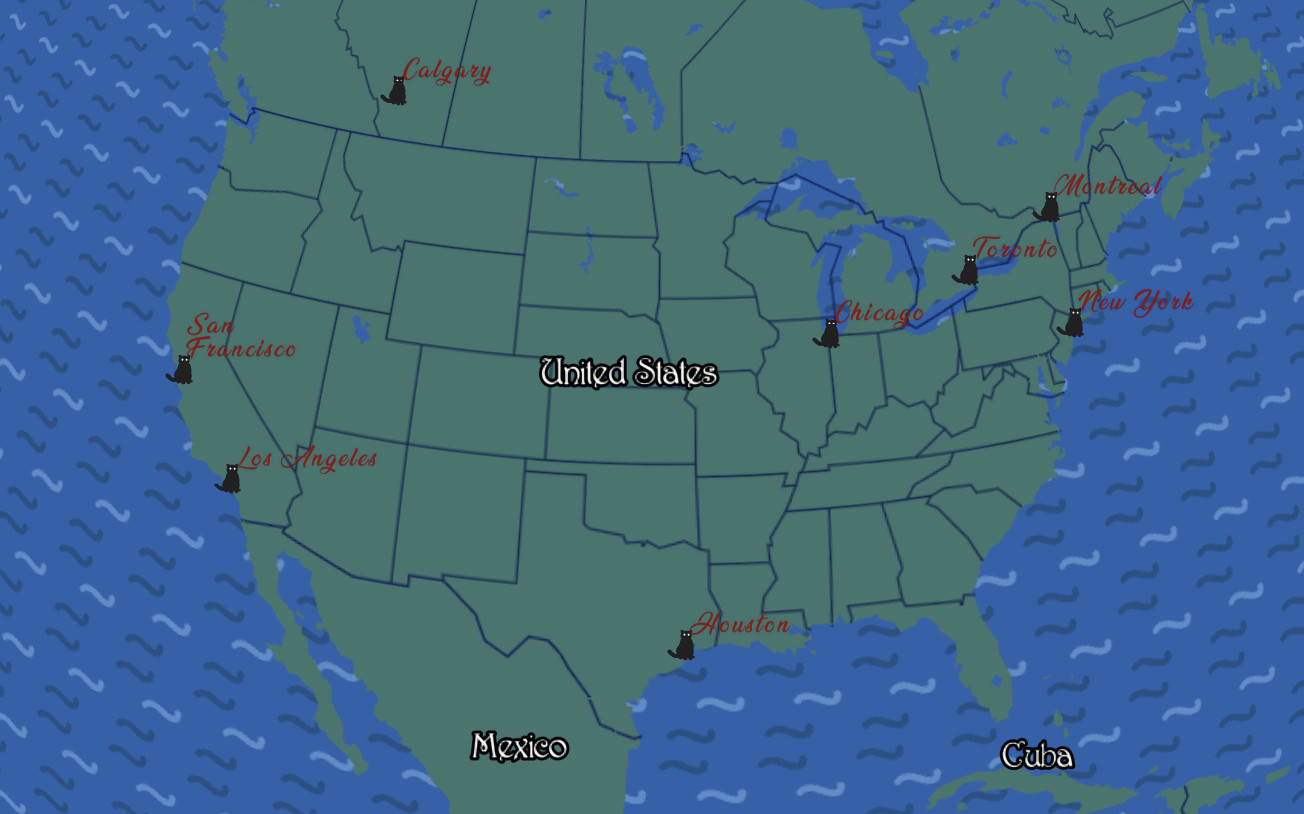 Calgary
Montreal
Toronto
New York
Chicago
San
Francisco
United States
Los Angeles
Houston
Mexico
Cuba